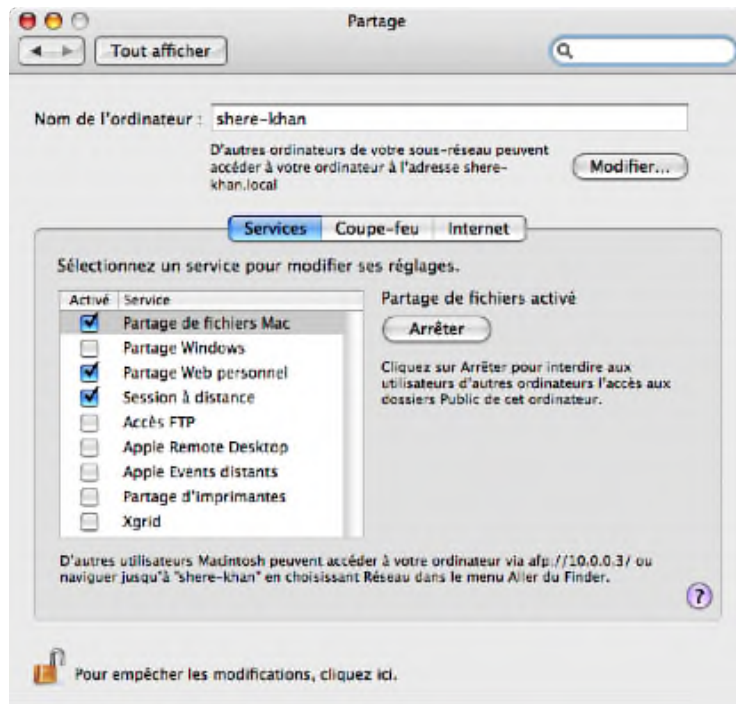 Partage
Tout afficher
Nom de l'ordinateur : shere-khan
D'autres ordinateurs de votre sous-réseau peuvent
accéder à votre ordinateur à l'adresse shere-
khan.local
Modifier...
Services Coupe-feu Internet
Sélectionnez un service pour modifier ses réglages.
Activé Service
Partage de fichiers Mac
Partage Windows
Partage Web personnel
Session à distance
Accès FTP
Apple Remote Desktop
Apple Events distants
Partage d'imprimantes
Xgrid
Partage de fichiers activé
Arrêter
Cliquez sur Arrêter pour interdire aux
utilisateurs d'autres ordinateurs l'accès aux
dossiers Public de cet ordinateur.
D'autres utilisateurs Macintosh peuvent accéder à votre ordinateur via afp://10.0.0.3/ ou
naviguer jusqu'à "shere-khan" en choisissant Réseau dans le menu Aller du Finder.
?
Pour empêcher les modifications, cliquez ici.